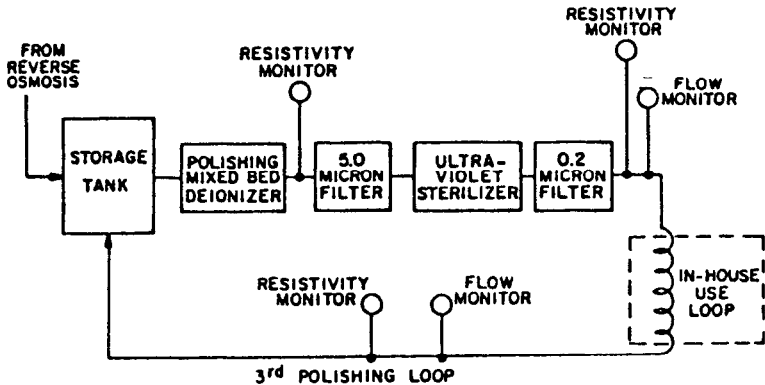 FROM
REVERSE
OSMOSIS
STORAGE
TANK
POLISHING
MIXED BED
DEIONIZER
RESISTIVITY
MONITOR
5.0
MICRON
FILTER
ULTRA-
VIOLET
STERILIZER
0.2
MICRON
FILTER
RESISTIVITY
MONITOR
FLOW
MONITOR
IN-HOUSE
USE
LOOP
RESISTIVITY
MONITOR
FLOW
MONITOR
3rd POLISHING LOOP